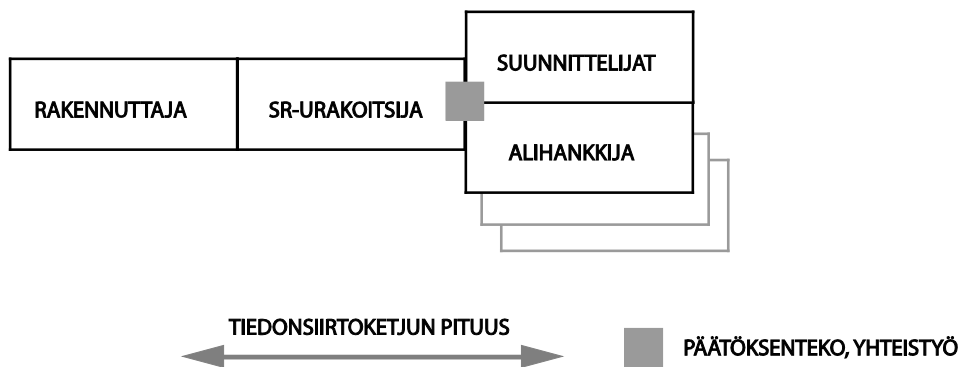 SUUNNITTELIJAT
RAKENNUTTAJA
SR-URAKOITSIJA
ALIHANKKIJA
TIEDONSIIRTOKETJUN PITUUS
PÄÄTÖKSENTEKO, YHTEISTYÖ